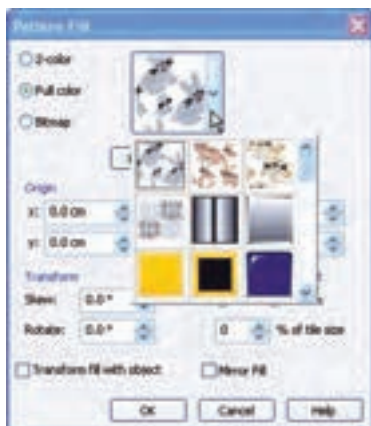 Pattern Fill
2-color
Full color
Bitmap
Origin
x: 0.0 cm
y: 0.0 cm
Transform
Skew: 0.0 °
Rotate: 0.0 °
0 % of tile size
Transform fill with object
Mirror Fill
OK Cancel Help